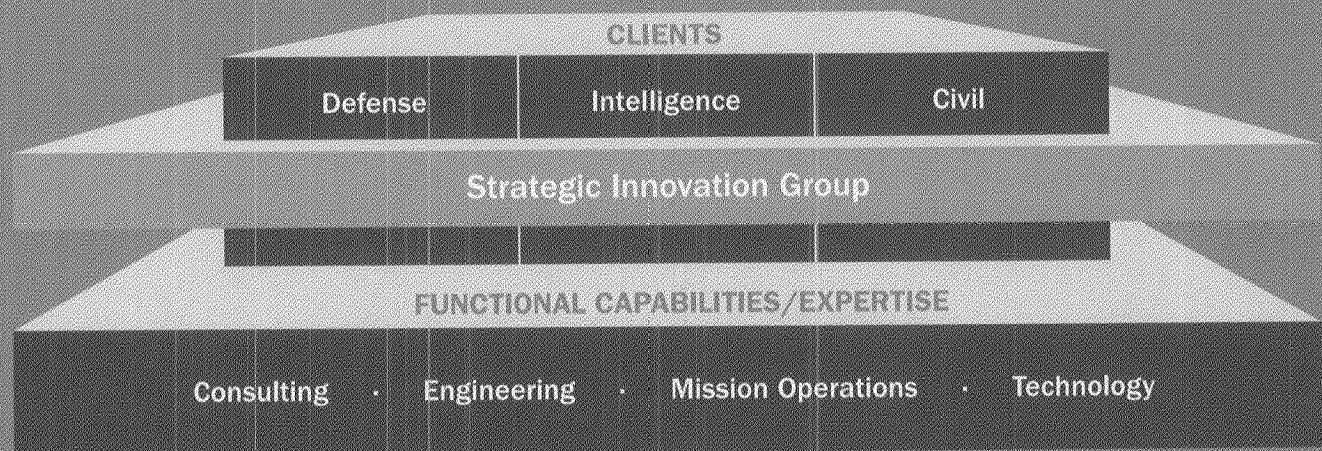 CLIENTS
Defense Intelligence Civil
Strategic Innovation Group
FUNCTIONAL CAPABILITIES/EXPERTISE
Consulting · Engineering · Mission Operations · Technology